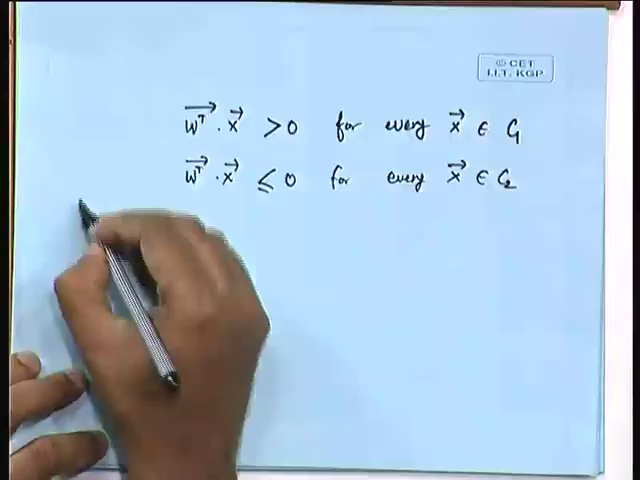 © CET
I.I.T. KGP
w^T · x > 0 for every x ∈ C1
w^T · x ≤ 0 for every x ∈ C2